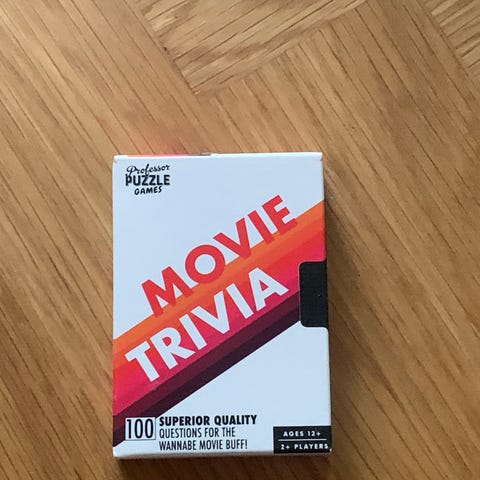 Professor
PUZZLE
GAMES
MOVIE
TRIVIA
100
SUPERIOR QUALITY
QUESTIONS FOR THE
WANNABE MOVIE BUFF!
AGES 12+
2+ PLAYERS